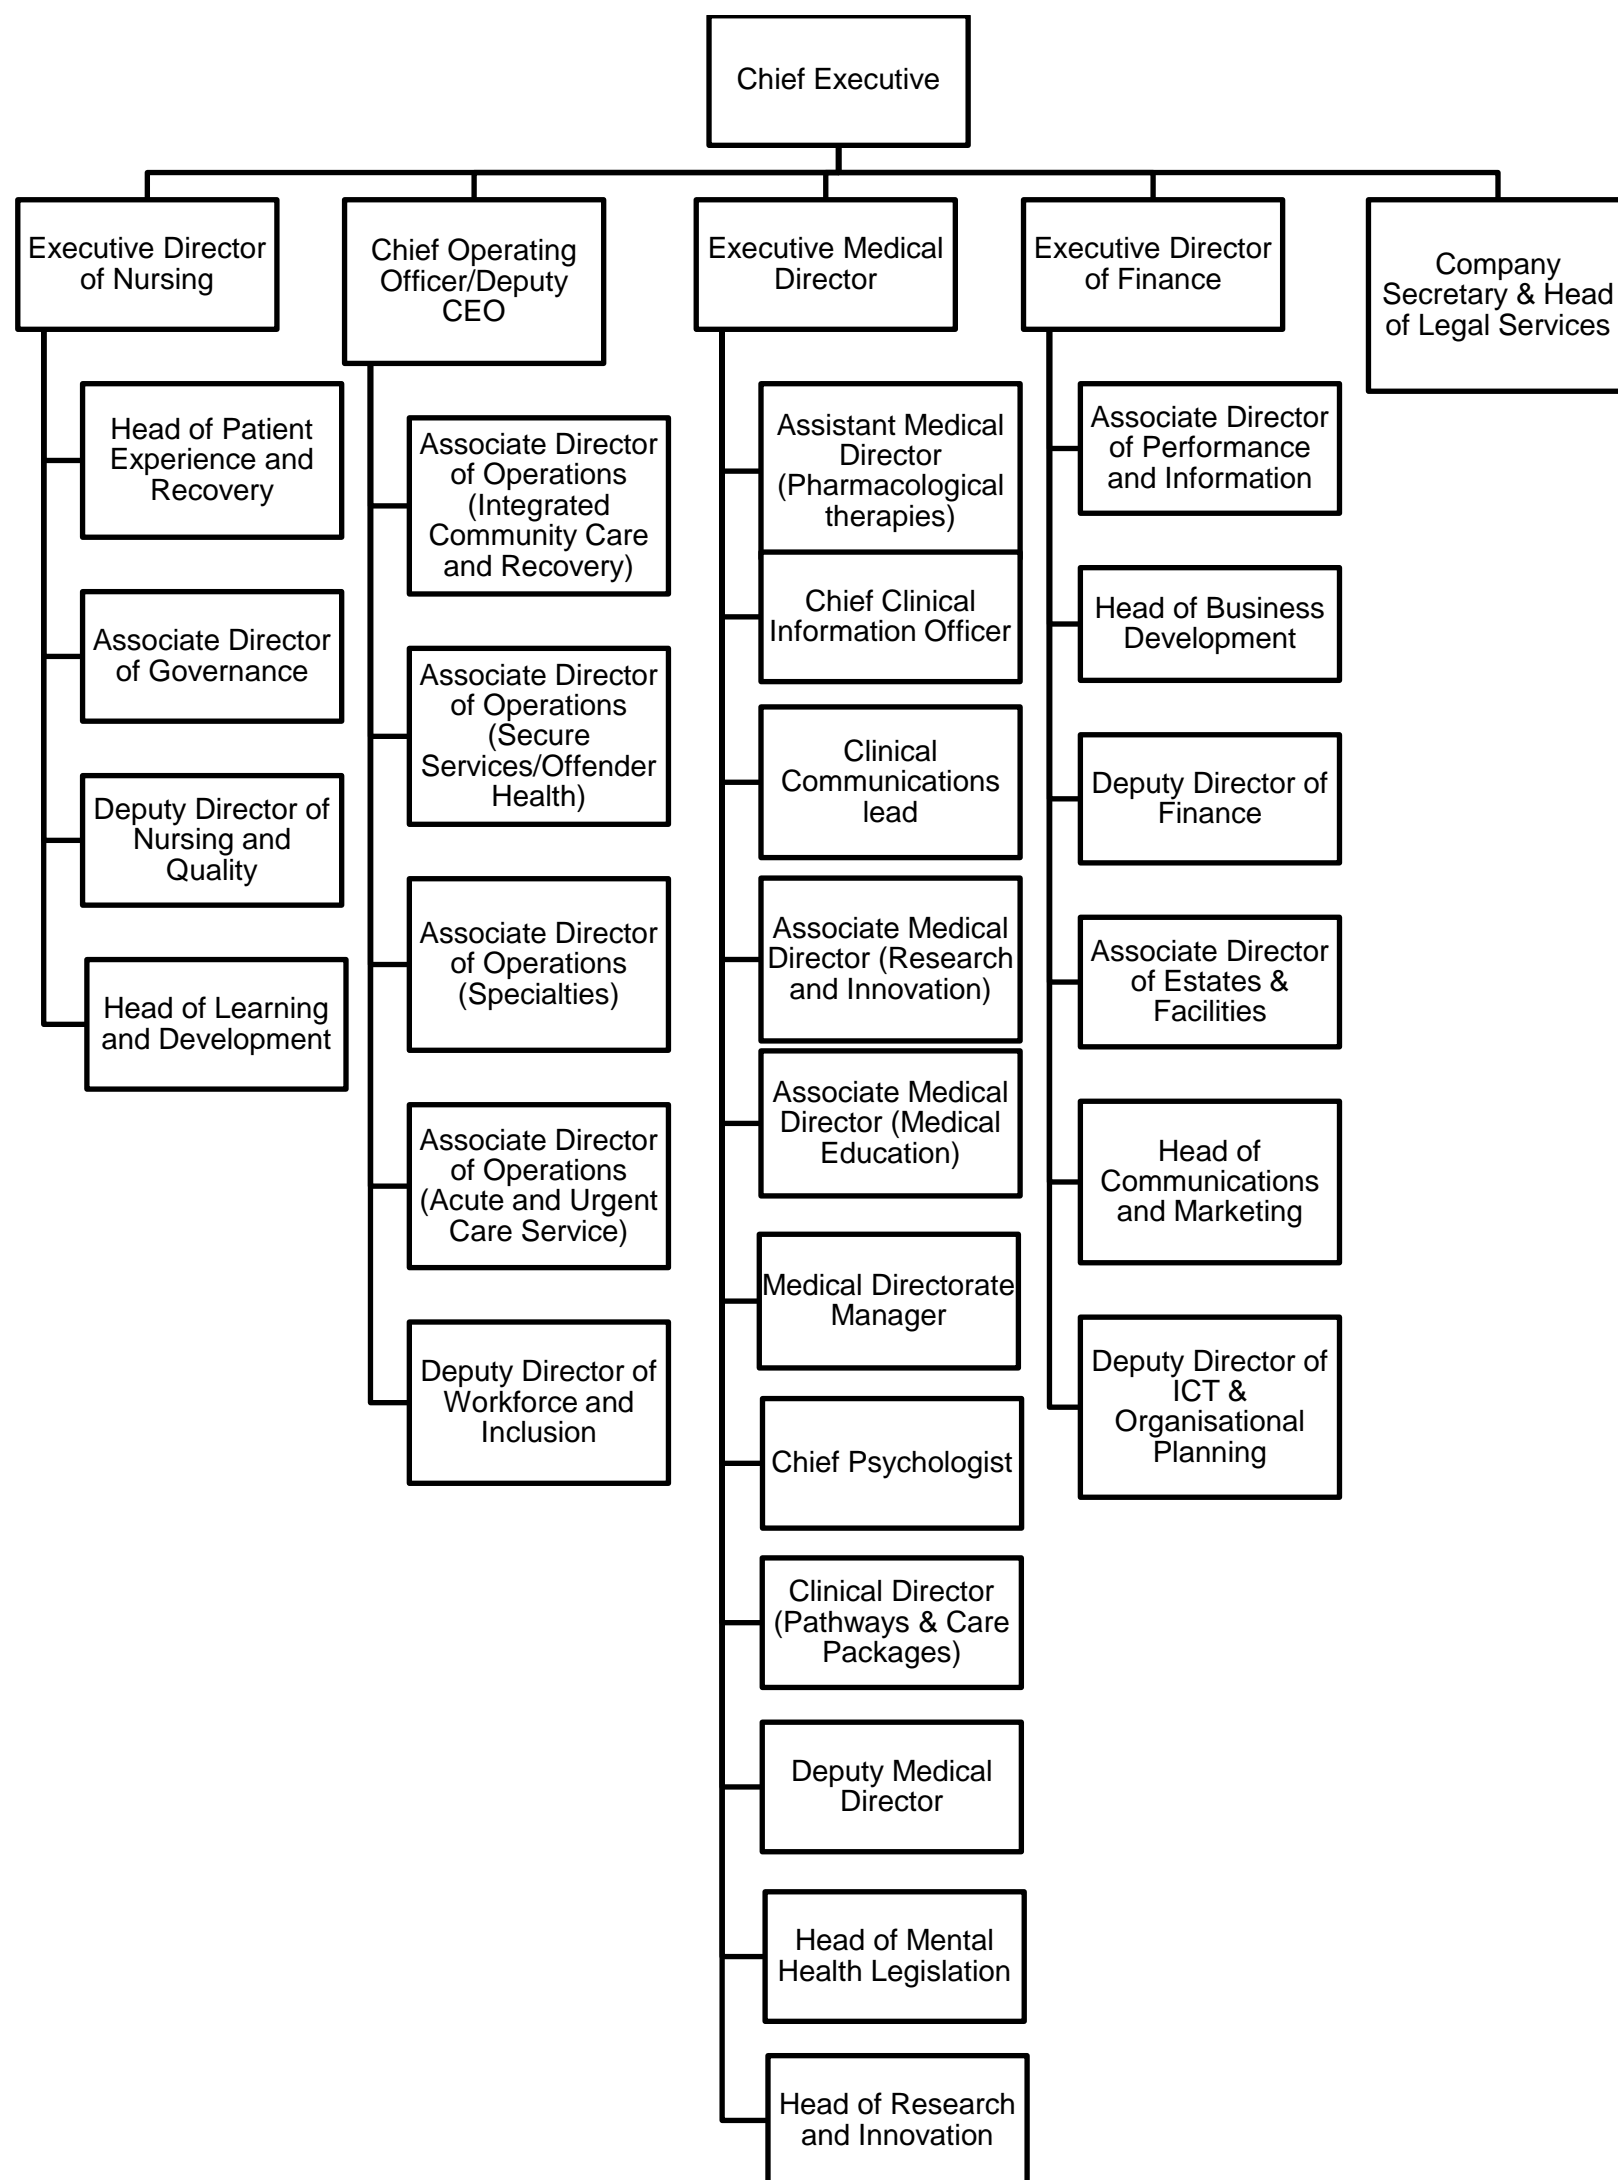 Chief Executive
Executive Director
of Nursing
Head of Patient
Experience and
Recovery
Associate Director
of Governance
Deputy Director of
Nursing and
Quality
Head of Learning
and Development
Chief Operating
Officer/Deputy
CEO
Associate Director
of Operations
(Integrated
Community Care
and Recovery)
Associate Director
of Operations
(Secure
Services/Offender
Health)
Associate Director
of Operations
(Specialties)
Associate Director
of Operations
(Acute and Urgent
Care Service)
Deputy Director of
Workforce and
Inclusion
Executive Medical
Director
Assistant Medical
Director
(Pharmacological
therapies)
Chief Clinical
Information Officer
Clinical
Communications
lead
Associate Medical
Director (Research
and Innovation)
Associate Medical
Director (Medical
Education)
Medical Directorate
Manager
Chief Psychologist
Clinical Director
(Pathways & Care
Packages)
Deputy Medical
Director
Head of Mental
Health Legislation
Head of Research
and Innovation
Executive Director
of Finance
Associate Director
of Performance
and Information
Head of Business
Development
Deputy Director of
Finance
Associate Director
of Estates &
Facilities
Head of
Communications
and Marketing
Deputy Director of
ICT &
Organisational
Planning
Company
Secretary & Head
of Legal Services